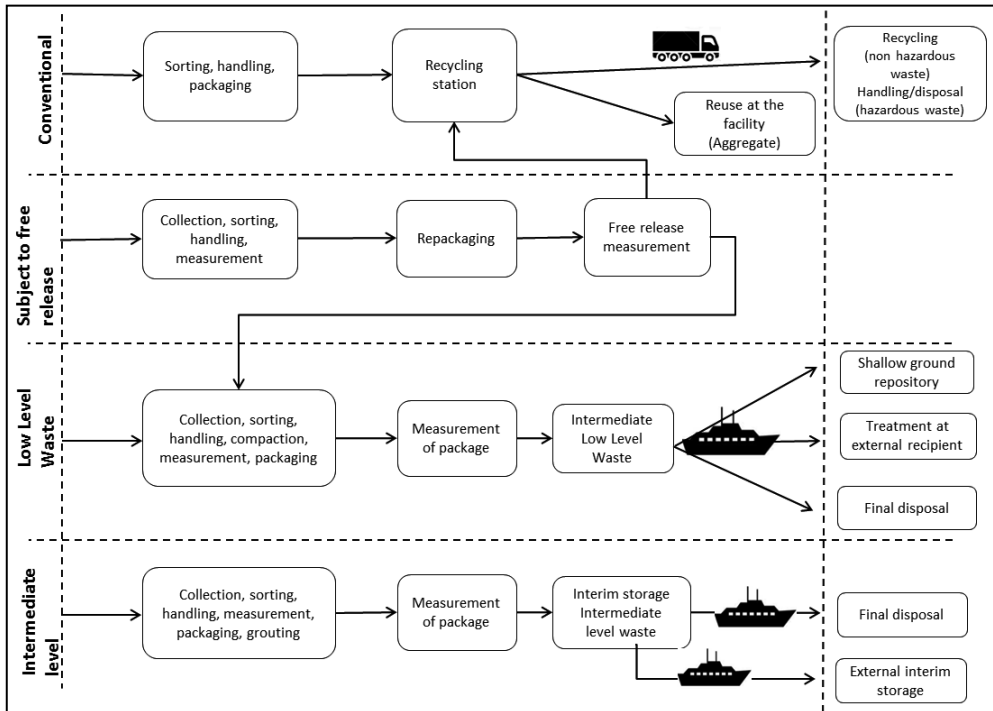 Conventional
Sorting, handling,
packaging
Recycling
station
Reuse at the
facility
(Aggregate)
Recycling
(non hazardous
waste)
Handling/disposal
(hazardous waste)
Subject to free
release
Collection, sorting,
handling,
measurement
Repackaging
Free release
measurement
Low Level
Waste
Collection, sorting,
handling, compaction,
measurement, packaging
Measurement
of package
Intermediate
Low Level
Waste
Shallow ground
repository
Treatment at
external recipient
Final disposal
Intermediate
level
Collection, sorting,
handling, measurement,
packaging, grouting
Measurement
of package
Interim storage
Intermediate
level waste
Final disposal
External interim
storage